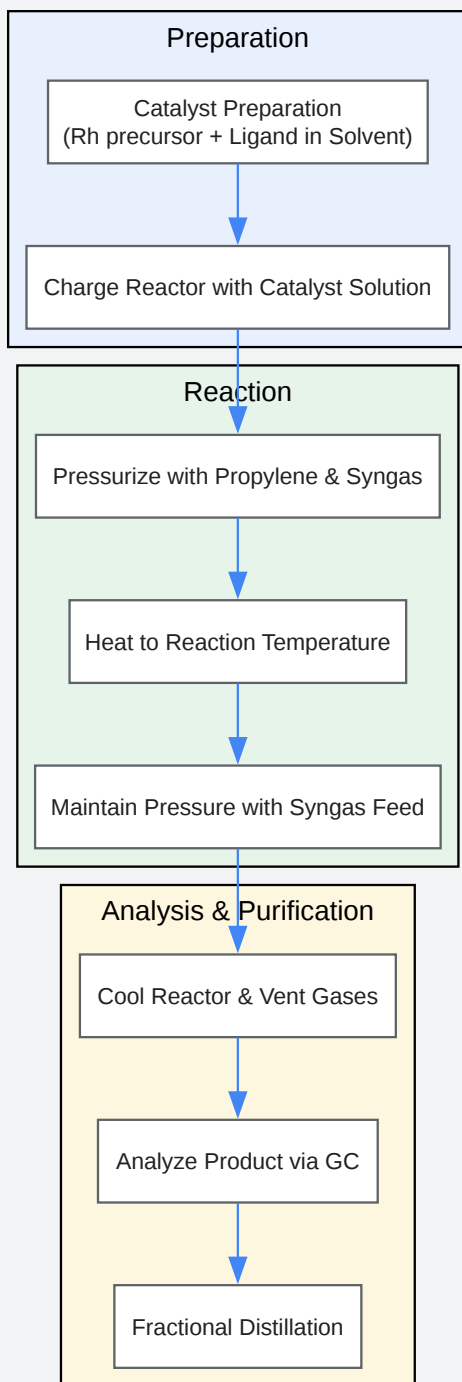 Preparation
Catalyst Preparation
(Rh precursor + Ligand in Solvent)
Charge Reactor with Catalyst Solution
Reaction
Pressurize with Propylene & Syngas
Heat to Reaction Temperature
Maintain Pressure with Syngas Feed
Analysis & Purification
Cool Reactor & Vent Gases
Analyze Product via GC
Fractional Distillation